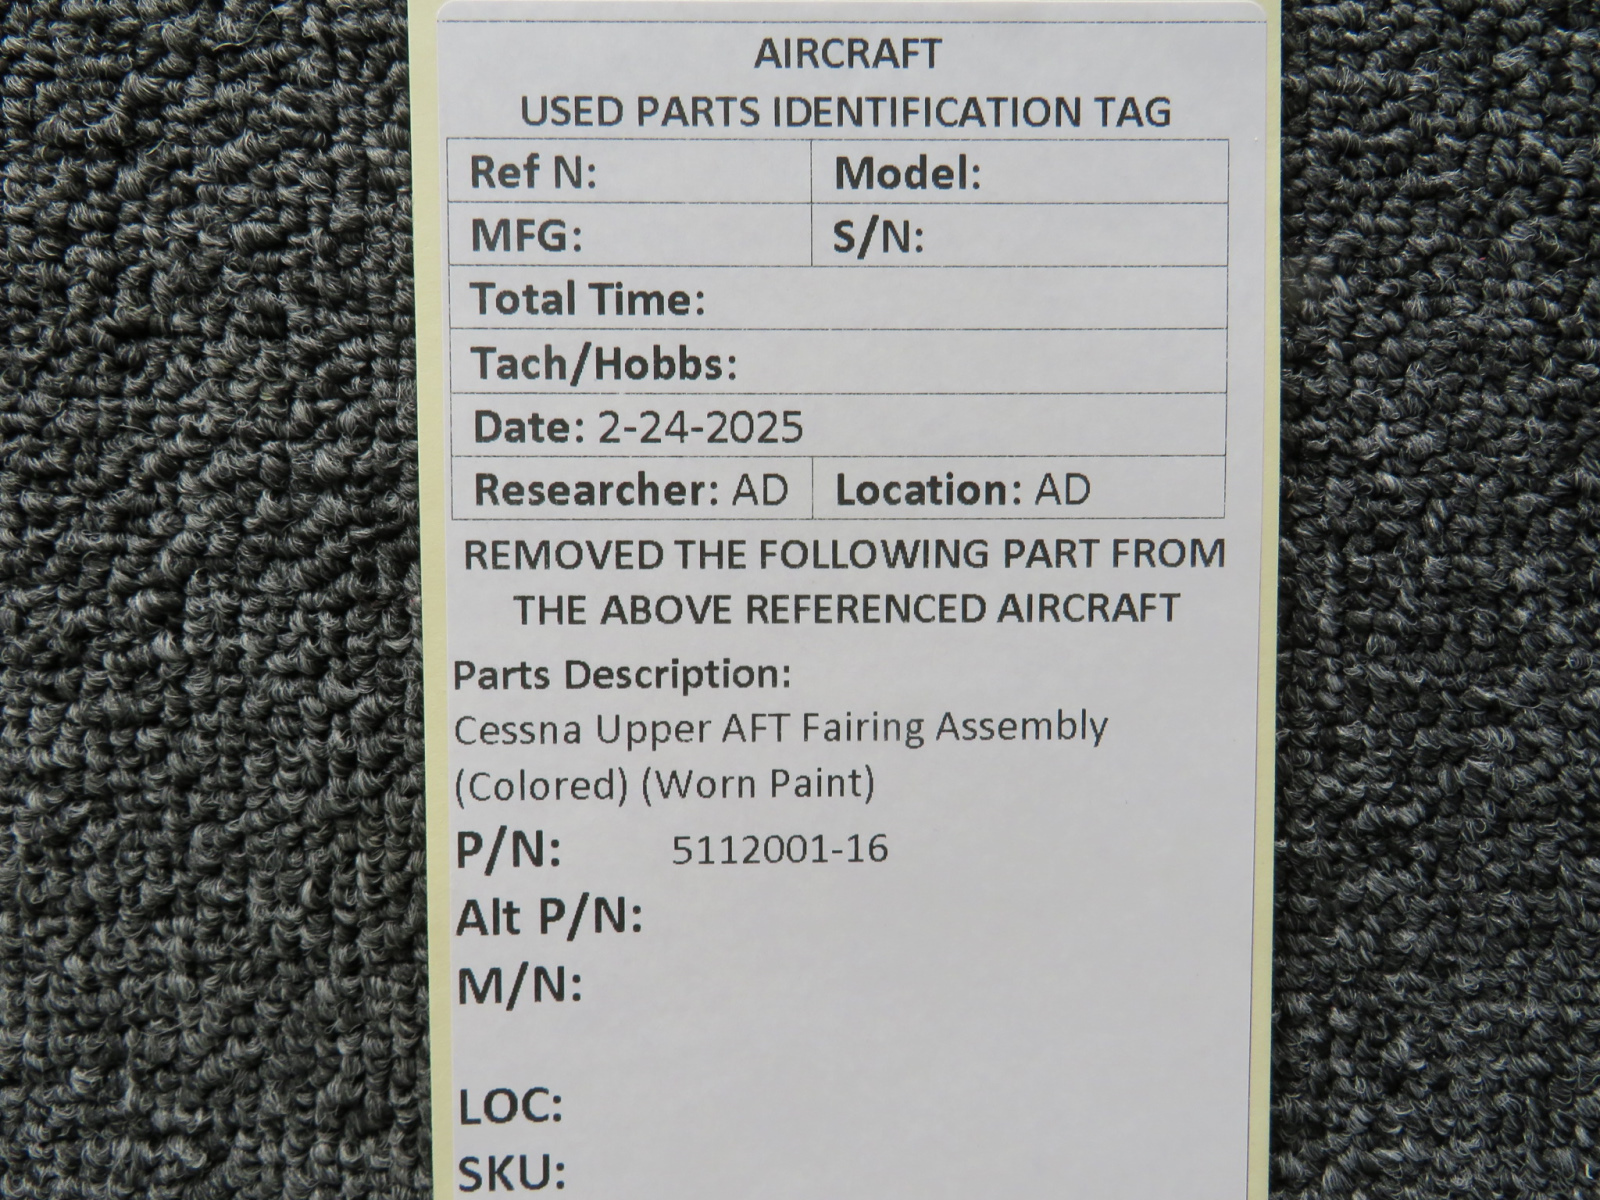 AIRCRAFT
USED PARTS IDENTIFICATION TAG
Ref N: Model:
MFG: S/N:
Total Time:
Tach/Hobbs:
Date: 2-24-2025
Researcher: AD Location: AD
REMOVED THE FOLLOWING PART FROM
THE ABOVE REFERENCED AIRCRAFT
Parts Description:
Cessna Upper AFT Fairing Assembly
(Colored) (Worn Paint)
P/N: 5112001-16
Alt P/N:
M/N:
LOC:
SKU: